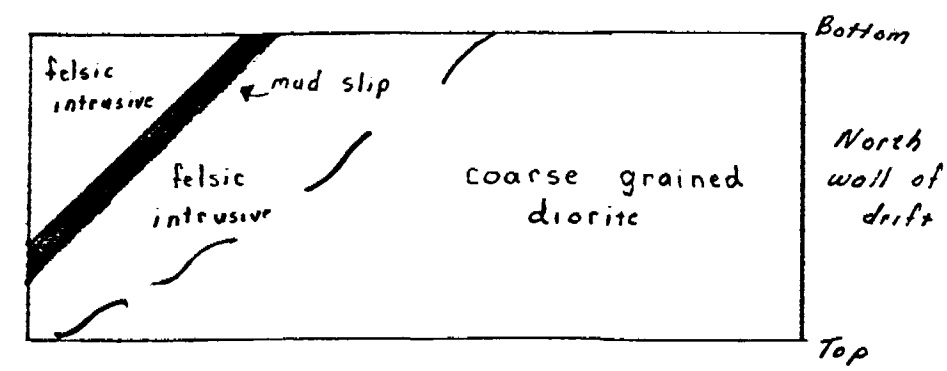 Bottom
felsic
intrusive
mud slip
North
wall of
drift
felsic
intrusive
coarse grained
diorite
Top